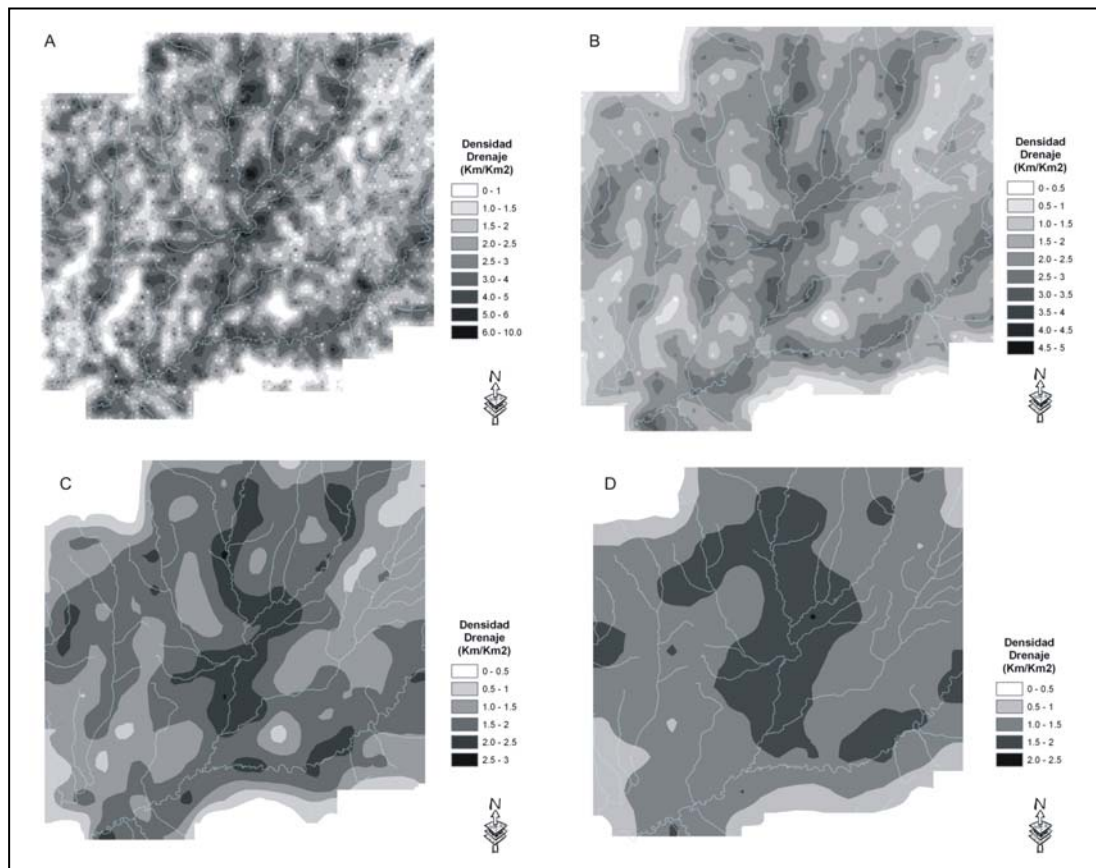 A
Densidad
Drenaje
(Km/Km2)
0 - 1
1.0 - 1.5
1.5 - 2
2.0 - 2.5
2.5 - 3
3.0 - 4
4.0 - 5
5.0 - 6
6.0 - 10.0
N
B
Densidad
Drenaje
(Km/Km2)
0 - 0.5
0.5 - 1
1.0 - 1.5
1.5 - 2
2.0 - 2.5
2.5 - 3
3.0 - 3.5
3.5 - 4
4.0 - 4.5
4.5 - 5
N
C
Densidad
Drenaje
(Km/Km2)
0 - 0.5
0.5 - 1
1.0 - 1.5
1.5 - 2
2.0 - 2.5
2.5 - 3
N
D
Densidad
Drenaje
(Km/Km2)
0 - 0.5
0.5 - 1
1.0 - 1.5
1.5 - 2
2.0 - 2.5
N